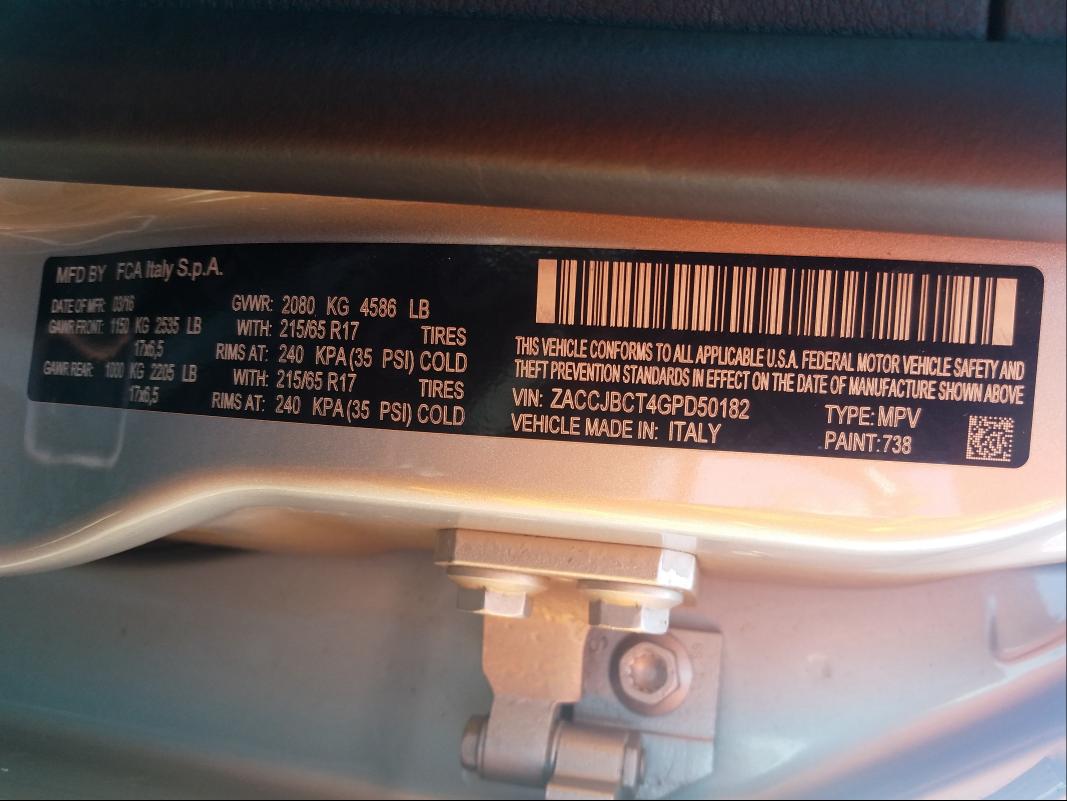 MFD BY FCA Italy S.p.A.
DATE OF MFR: 03/16 GVWR: 2080 KG 4586 LB
GAWR FRONT: 1150 KG 2535 LB WITH: 215/65 R17 TIRES
17x6,5 RIMS AT: 240 KPA (35 PSI) COLD
GAWR REAR: 1000 KG 2205 LB WITH: 215/65 R17 TIRES
17x6,5 RIMS AT: 240 KPA (35 PSI) COLD
THIS VEHICLE CONFORMS TO ALL APPLICABLE U.S.A. FEDERAL MOTOR VEHICLE SAFETY AND
THEFT PREVENTION STANDARDS IN EFFECT ON THE DATE OF MANUFACTURE SHOWN ABOVE
VIN: ZACCJBCT4GPD50182 TYPE: MPV
VEHICLE MADE IN: ITALY PAINT: 738